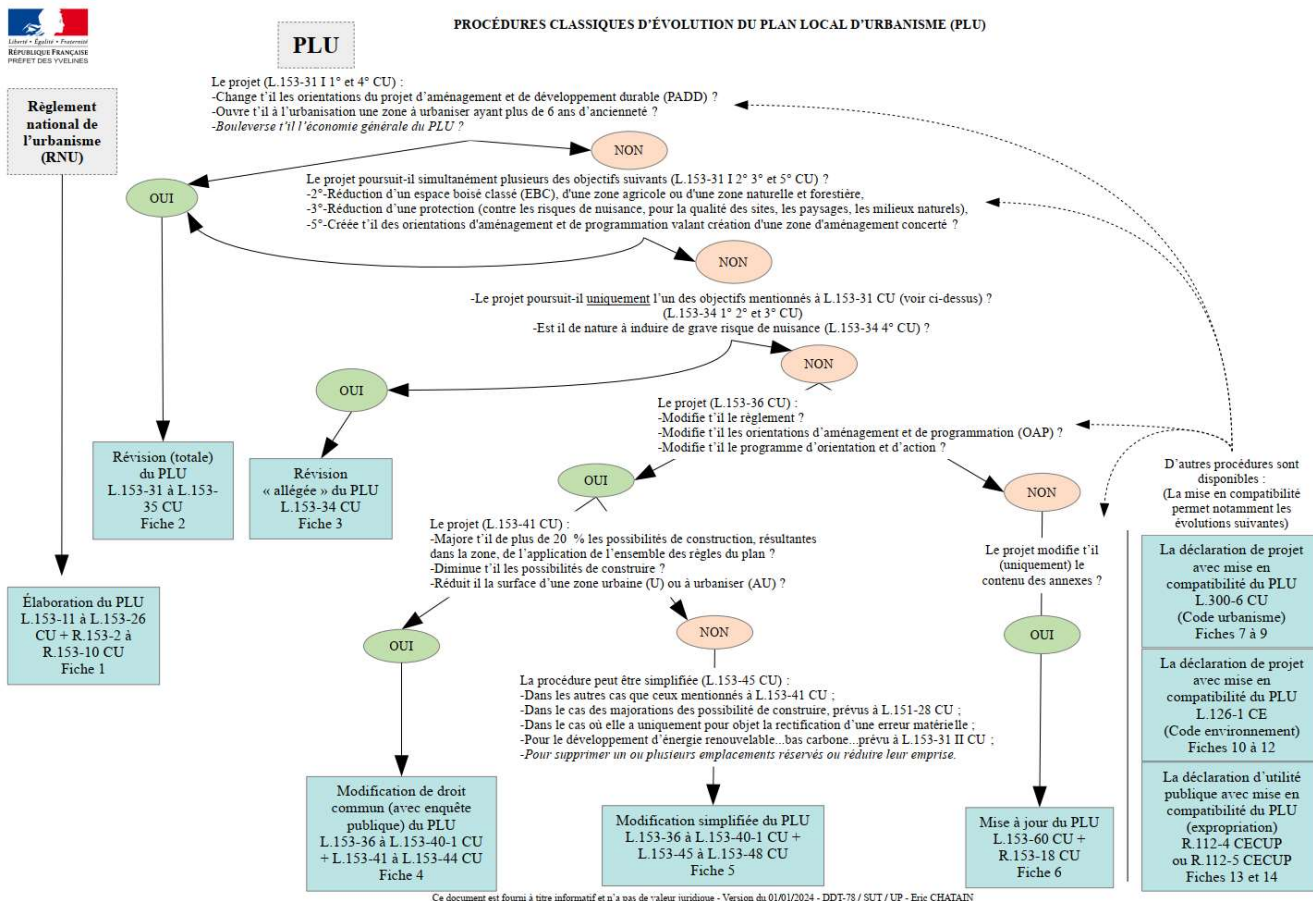 PROCÉDURES CLASSIQUES D'ÉVOLUTION DU PLAN LOCAL D'URBANISME (PLU)
Liberté • Égalité • Fraternité
RÉPUBLIQUE FRANÇAISE
PRÉFET DES YVELINES
PLU
Règlement
national de
l'urbanisme
(RNU)
Le projet (L.153-31 I 1° et 4° CU) :
-Change t'il les orientations du projet d'aménagement et de développement durable (PADD) ?
-Ouvre t'il à l'urbanisation une zone à urbaniser ayant plus de 6 ans d'ancienneté ?
-Bouleverse t'il l'économie générale du PLU ?
NON
OUI
Le projet poursuit-il simultanément plusieurs des objectifs suivants (L.153-31 I 2° 3° et 5° CU) ?
-2°-Réduction d'un espace boisé classé (EBC), d'une zone agricole ou d'une zone naturelle et forestière,
-3°-Réduction d'une protection (contre les risques de nuisance, pour la qualité des sites, les paysages, les milieux naturels),
-5°-Créée t'il des orientations d'aménagement et de programmation valant création d'une zone d'aménagement concerté ?
NON
-Le projet poursuit-il uniquement l'un des objectifs mentionnés à L.153-31 CU (voir ci-dessus) ?
(L.153-34 1° 2° et 3° CU)
-Est il de nature à induire de grave risque de nuisance (L.153-34 4° CU) ?
NON
OUI
Le projet (L.153-36 CU) :
-Modifie t'il le règlement ?
-Modifie t'il les orientations d'aménagement et de programmation (OAP) ?
-Modifie t'il le programme d'orientation et d'action ?
Révision (totale)
du PLU
L.153-31 à L.153-
35 CU
Fiche 2
Révision
« allégée » du PLU
L.153-34 CU
Fiche 3
OUI
NON
D'autres procédures sont
disponibles :
(La mise en compatibilité
permet notamment les
évolutions suivantes)
Le projet (L.153-41 CU) :
-Majore t'il de plus de 20 % les possibilités de construction, résultantes
dans la zone, de l'application de l'ensemble des règles du plan ?
-Diminue t'il les possibilités de construire ?
-Réduit il la surface d'une zone urbaine (U) ou à urbaniser (AU) ?
Le projet modifie t'il
(uniquement) le
contenu des annexes ?
La déclaration de projet
avec mise en
compatibilité du PLU
L.300-6 CU
(Code urbanisme)
Fiches 7 à 9
Élaboration du PLU
L.153-11 à L.153-26
CU + R.153-2 à
R.153-10 CU
Fiche 1
OUI
NON
OUI
La déclaration de projet
avec mise en
compatibilité du PLU
L.126-1 CE
(Code environnement)
Fiches 10 à 12
La procédure peut être simplifiée (L.153-45 CU) :
-Dans les autres cas que ceux mentionnés à L.153-41 CU ;
-Dans le cas des majorations des possibilité de construire, prévus à L.151-28 CU ;
-Dans le cas où elle a uniquement pour objet la rectification d'une erreur matérielle ;
-Pour le développement d'énergie renouvelable...bas carbone...prévu à L.153-31 II CU ;
-Pour supprimer un ou plusieurs emplacements réservés ou réduire leur emprise.
Modification de droit
commun (avec enquête
publique) du PLU
L.153-36 à L.153-40-1 CU
+ L.153-41 à L.153-44 CU
Fiche 4
Modification simplifiée du PLU
L.153-36 à L.153-40-1 CU +
L.153-45 à L.153-48 CU
Fiche 5
Mise à jour du PLU
L.153-60 CU +
R.153-18 CU
Fiche 6
La déclaration d'utilité
publique avec mise en
compatibilité du PLU
(expropriation)
R.112-4 CECUP
ou R.112-5 CECUP
Fiches 13 et 14
Ce document est fourni à titre informatif et n'a pas de valeur juridique - Version du 01/01/2024 - DDT-78 / SUT / UP - Eric CHATAIN